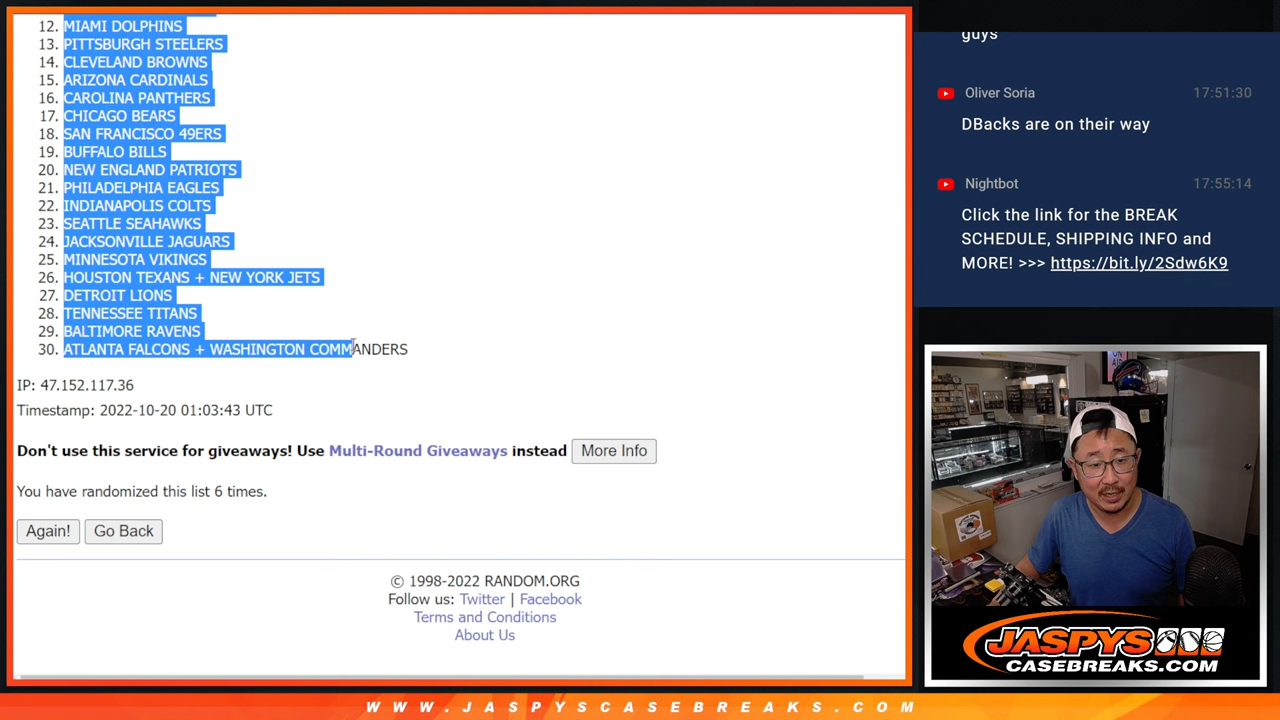 12. MIAMI DOLPHINS
13. PITTSBURGH STEELERS
14. CLEVELAND BROWNS
15. ARIZONA CARDINALS
16. CAROLINA PANTHERS
17. CHICAGO BEARS
18. SAN FRANCISCO 49ERS
19. BUFFALO BILLS
20. NEW ENGLAND PATRIOTS
21. PHILADELPHIA EAGLES
22. INDIANAPOLIS COLTS
23. SEATTLE SEAHAWKS
24. JACKSONVILLE JAGUARS
25. MINNESOTA VIKINGS
26. HOUSTON TEXANS + NEW YORK JETS
27. DETROIT LIONS
28. TENNESSEE TITANS
29. BALTIMORE RAVENS
30. ATLANTA FALCONS + WASHINGTON COMMANDERS
IP: 47.152.117.36
Timestamp: 2022-10-20 01:03:43 UTC
Don't use this service for giveaways! Use Multi-Round Giveaways instead More Info
You have randomized this list 6 times.
Again! Go Back
© 1998-2022 RANDOM.ORG
Follow us: Twitter | Facebook
Terms and Conditions
About Us
guys
Oliver Soria 17:51:30
DBacks are on their way
Nightbot 17:55:14
Click the link for the BREAK
SCHEDULE, SHIPPING INFO and
MORE! >>> https://bit.ly/2Sdw6K9
ON AIR
JASPYS
CASEBREAKS.COM
WWW.JASPYSCASEBREAKS.COM